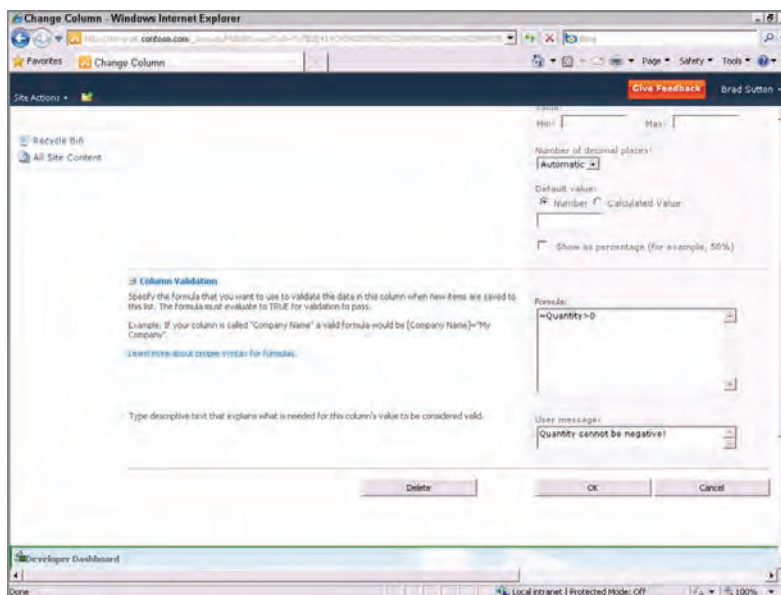 Change Column - Windows Internet Explorer
contoso.com
Favorites Change Column Page Safety Tools
Site Actions Give Feedback Brad Sutton
Value:
Min: Max:
Recycle Bin
All Site Content
Number of decimal places:
Automatic
Default value:
Number Calculated Value
Show as percentage (for example, 50%)
Column Validation
Specify the formula that you want to use to validate the data in this column when new items are saved to
this list. The formula must evaluate to TRUE for validation to pass.
Example: If your column is called "Company Name" a valid formula would be [Company Name]="My
Company".
Learn more about proper syntax for formulas.
Formula:
=Quantity>0
Type descriptive text that explains what is needed for this column's value to be considered valid.
User message:
Quantity cannot be negative!
Delete OK Cancel
Developer Dashboard
Done Local intranet | Protected Mode: Off 100%